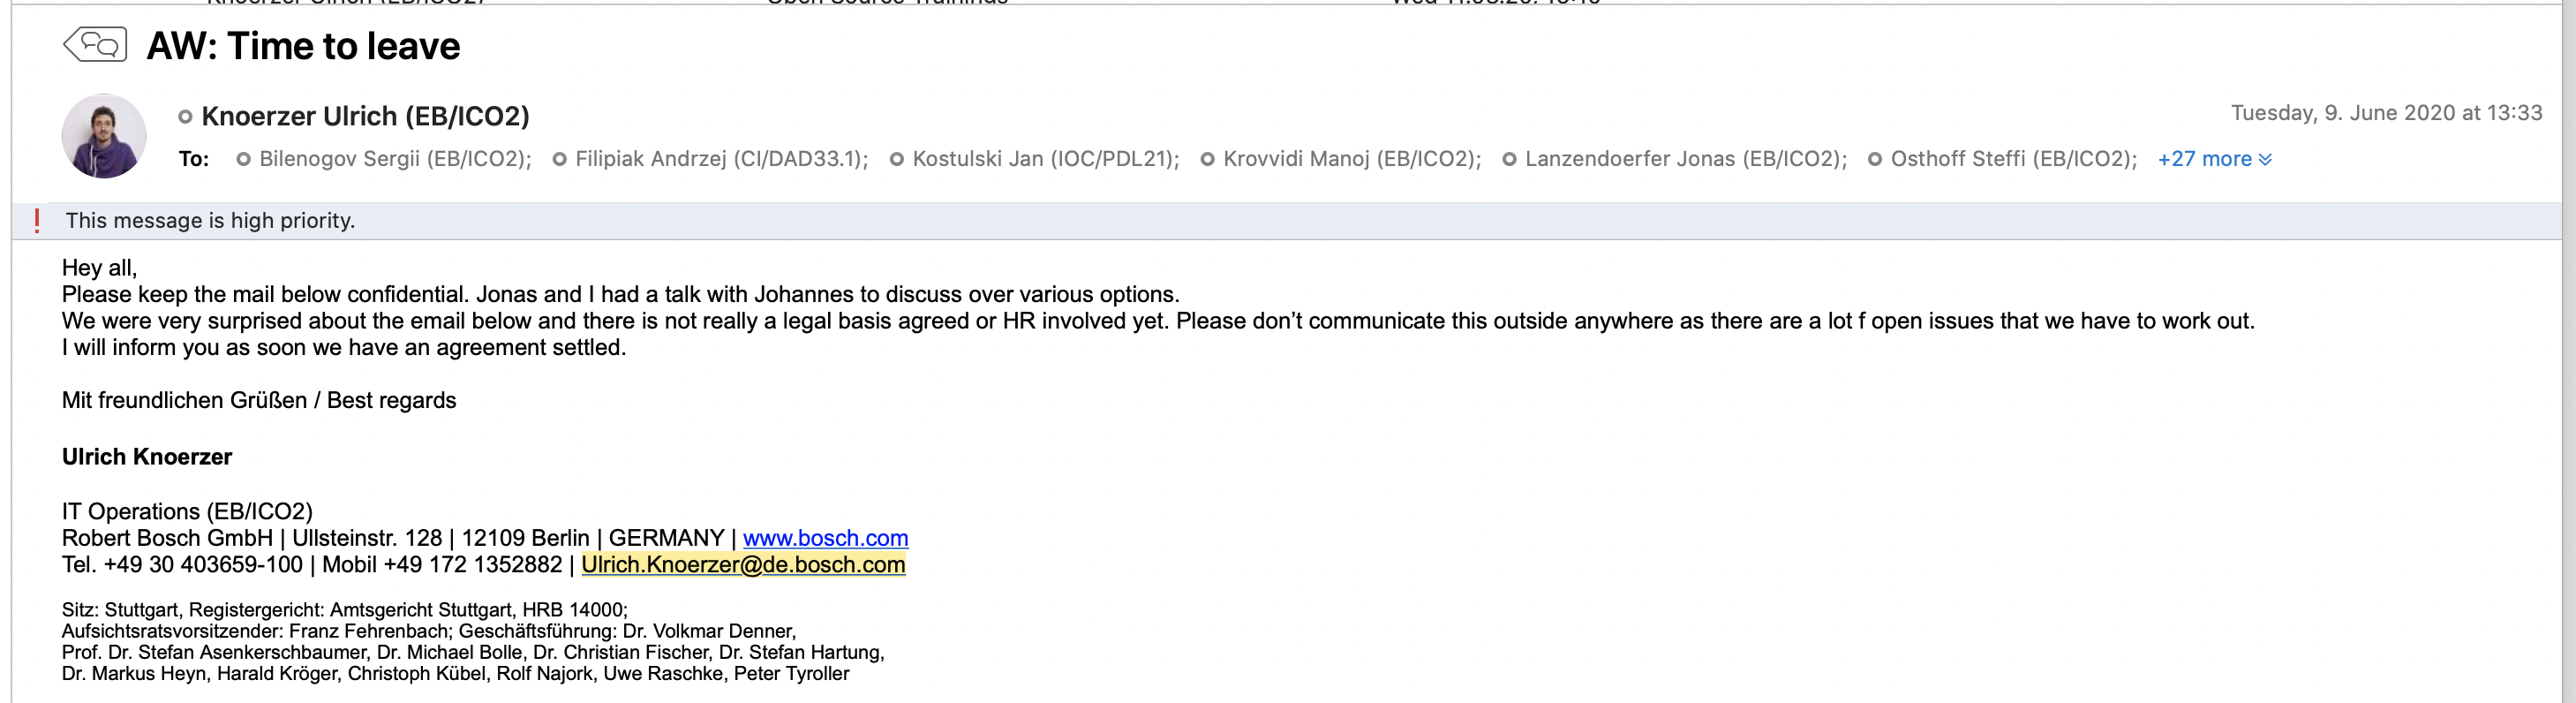 AW: Time to leave
Knoerzer Ulrich (EB/ICO2)
Tuesday, 9. June 2020 at 13:33
To: Bilenogov Sergii (EB/ICO2); Filipiak Andrzej (CI/DAD33.1); Kostulski Jan (IOC/PDL21); Krovvidi Manoj (EB/ICO2); Lanzendoerfer Jonas (EB/ICO2); Osthoff Steffi (EB/ICO2); +27 more
! This message is high priority.
Hey all,
Please keep the mail below confidential. Jonas and I had a talk with Johannes to discuss over various options.
We were very surprised about the email below and there is not really a legal basis agreed or HR involved yet. Please don’t communicate this outside anywhere as there are a lot f open issues that we have to work out.
I will inform you as soon we have an agreement settled.
Mit freundlichen Grüßen / Best regards
Ulrich Knoerzer
IT Operations (EB/ICO2)
Robert Bosch GmbH | Ullsteinstr. 128 | 12109 Berlin | GERMANY | www.bosch.com
Tel. +49 30 403659-100 | Mobil +49 172 1352882 | Ulrich.Knoerzer@de.bosch.com
Sitz: Stuttgart, Registergericht: Amtsgericht Stuttgart, HRB 14000;
Aufsichtsratsvorsitzender: Franz Fehrenbach; Geschäftsführung: Dr. Volkmar Denner,
Prof. Dr. Stefan Asenkerschbaumer, Dr. Michael Bolle, Dr. Christian Fischer, Dr. Stefan Hartung,
Dr. Markus Heyn, Harald Kröger, Christoph Kübel, Rolf Najork, Uwe Raschke, Peter Tyroller